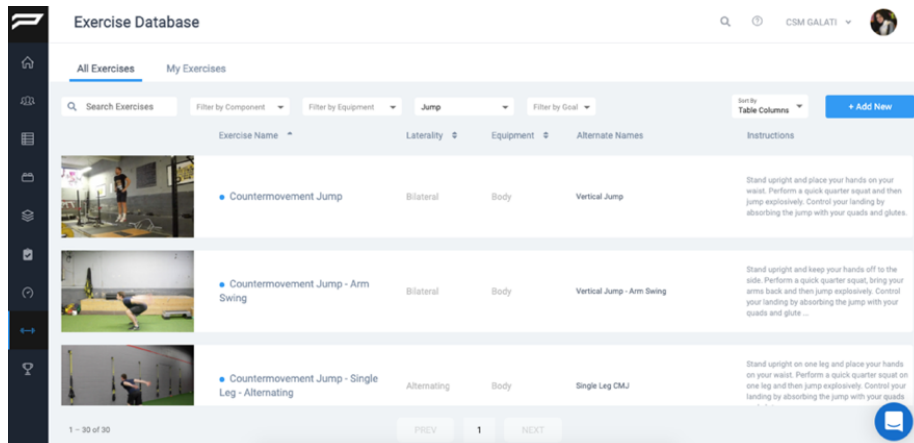 Exercise Database
CSM GALATI
All Exercises
My Exercises
Search Exercises
Filter by Component
Filter by Equipment
Jump
Filter by Goal
Sort By
Table Columns
+ Add New
Exercise Name
Laterality
Equipment
Alternate Names
Instructions
Countermovement Jump
Bilateral
Body
Vertical Jump
Stand upright and place your hands on your
waist. Perform a quick quarter squat and then
jump explosively. Control your landing by
absorbing the jump with your quads and glutes.
Countermovement Jump - Arm
Swing
Bilateral
Body
Vertical Jump - Arm Swing
Stand upright and keep your hands off to the
side. Perform a quick quarter squat, bring your
arms back and then jump explosively. Control
your landing by absorbing the jump with your
quads and glute ...
Countermovement Jump - Single
Leg - Alternating
Alternating
Body
Single Leg CMJ
Stand upright on one leg and place your hands
on your waist. Perform a quick quarter squat on
one leg and then jump explosively. Control your
landing by absorbing the jump with your quads
1 - 30 of 30
PREV
1
NEXT